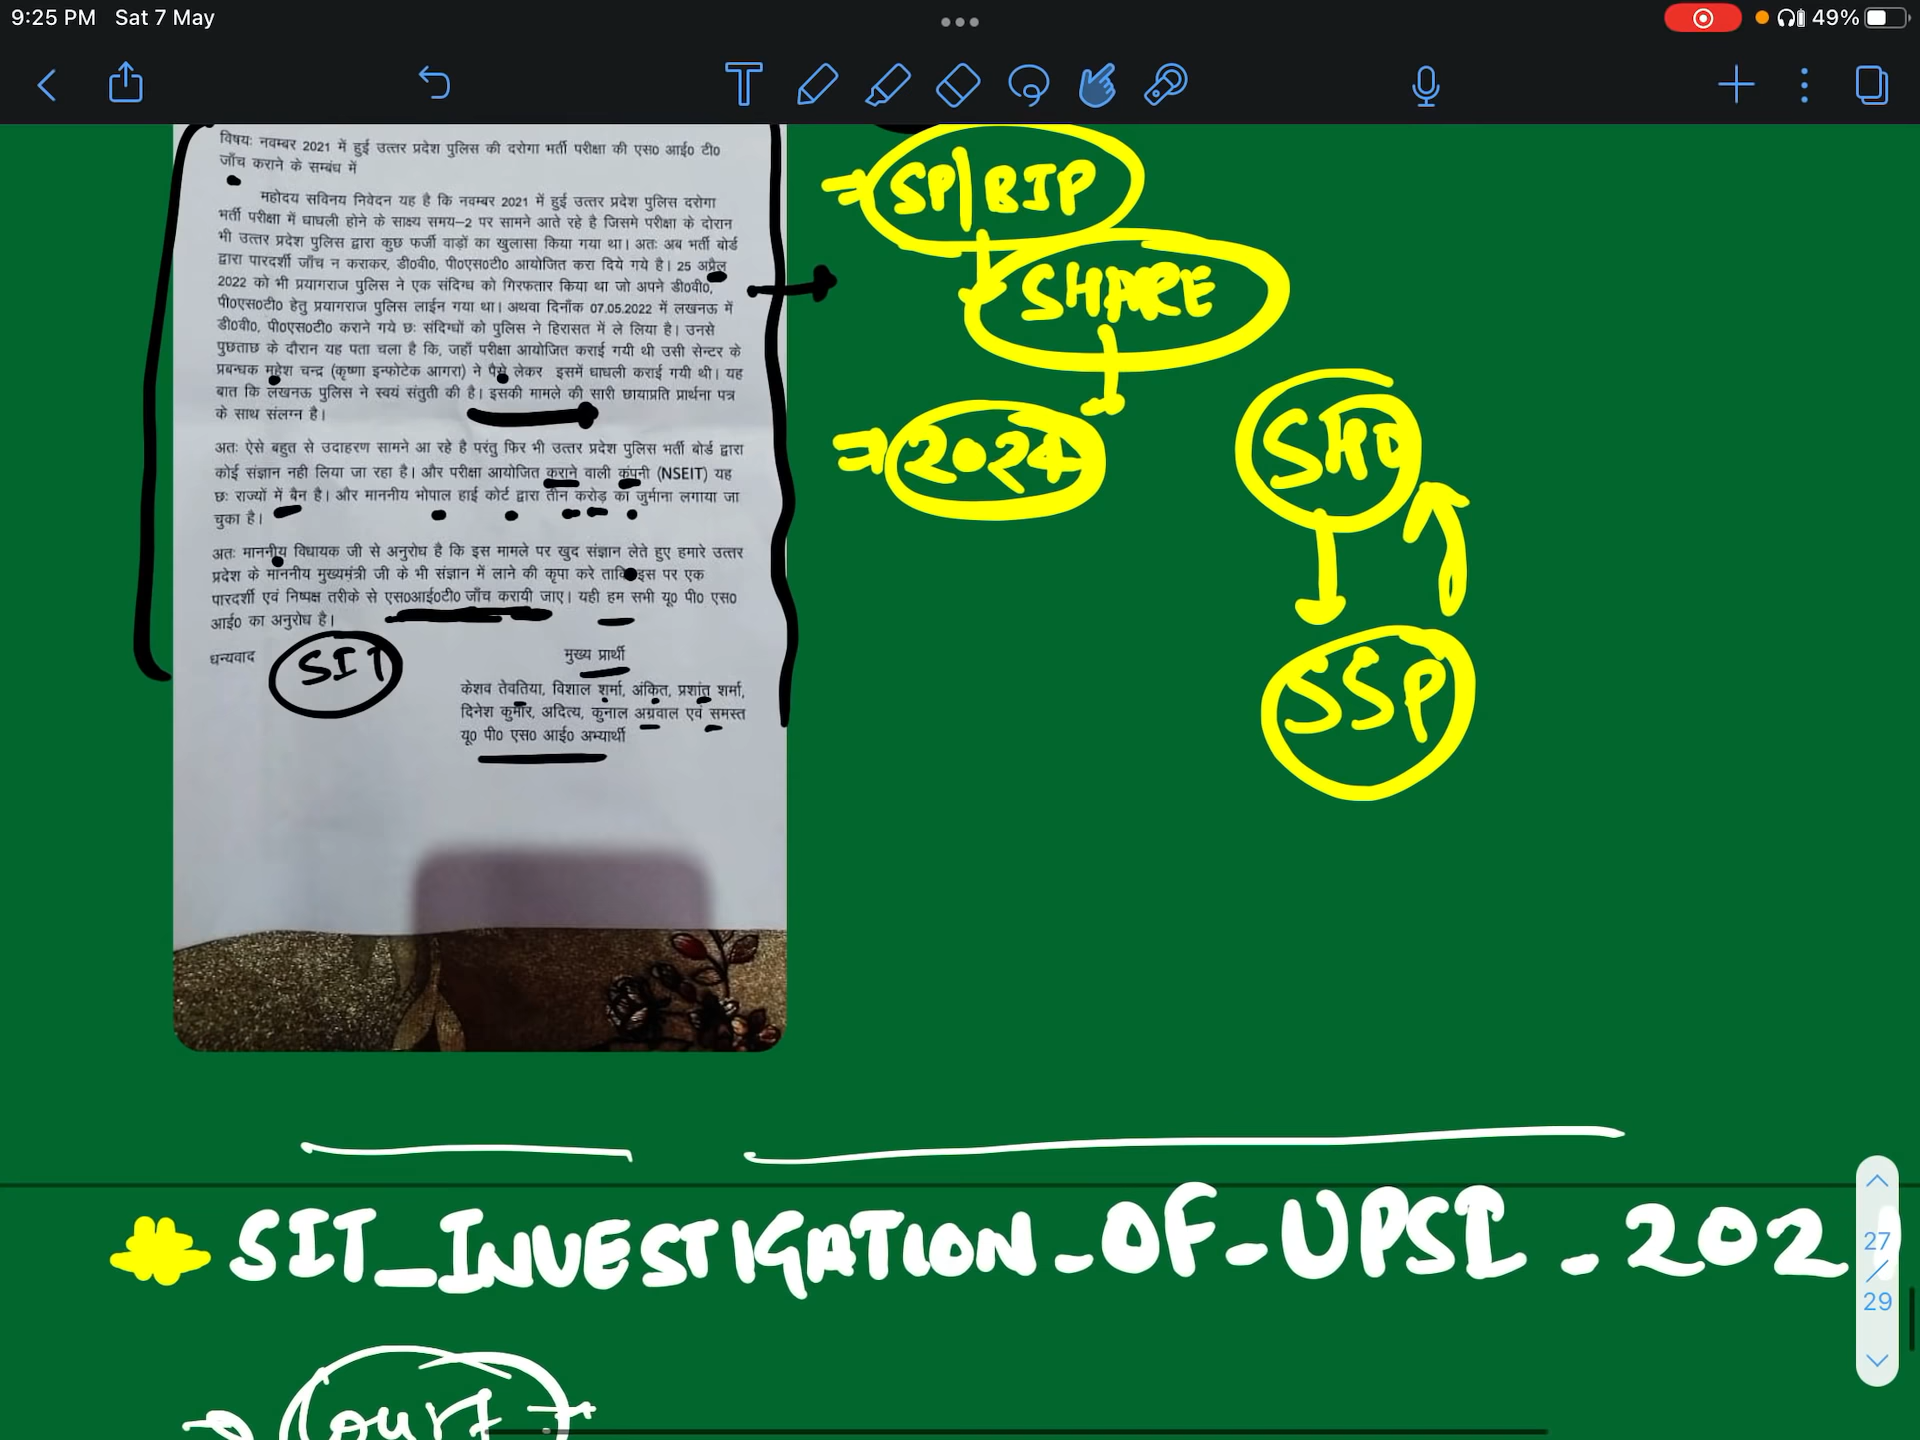 9:25 PM Sat 7 May
49%
विषयः नवम्बर 2021 में हुई उत्तर प्रदेश पुलिस की दरोगा भर्ती परीक्षा की एस0 आई0 टी0
जाँच कराने के सम्बंध में
महोदय सविनय निवेदन यह है कि नवम्बर 2021 में हुई उत्तर प्रदेश पुलिस दरोगा
भर्ती परीक्षा में धाधली होने के साक्ष्य समय–2 पर सामने आते रहे है जिसमे परीक्षा के दोरान
भी उत्तर प्रदेश पुलिस द्वारा कुछ फर्जी वाड़ों का खुलासा किया गया था। अतः अब भर्ती बोर्ड
द्वारा पारदर्शी जाँच न कराकर, डी0वी0, पी0एस0टी0 आयोजित करा दिये गये है। 25 अप्रैल
2022 को भी प्रयागराज पुलिस ने एक संदिग्ध को गिरफतार किया था जो अपने डी0वी0,
पी0एस0टी0 हेतु प्रयागराज पुलिस लाईन गया था। अथवा दिनाँक 07.05.2022 में लखनऊ में
डी0वी0, पी0एस0टी0 कराने गये छः संदिग्धों को पुलिस ने हिरासत में ले लिया है। उनसे
पुछताछ के दौरान यह पता चला है कि, जहाँ परीक्षा आयोजित कराई गयी थी उसी सेन्टर के
प्रबन्धक महेश चन्द्र (कृष्णा इन्फोटेक आगरा) ने पैसे लेकर इसमें धाधली कराई गयी थी। यह
बात कि लखनऊ पुलिस ने स्वयं संतुती की है। इसकी मामले की सारी छायाप्रति प्रार्थना पत्र
के साथ संलग्न है।
अतः ऐसे बहुत से उदाहरण सामने आ रहे है परंतु फिर भी उत्तर प्रदेश पुलिस भर्ती बोर्ड द्वारा
कोई संज्ञान नही लिया जा रहा है। और परीक्षा आयोजित कराने वाली कंपनी (NSEIT) यह
छः राज्यों में बैन है। और माननीय भोपाल हाई कोर्ट द्वारा तीन करोड़ का जुर्माना लगाया जा
चुका है।
अतः माननीय विधायक जी से अनुरोध है कि इस मामले पर खुद संज्ञान लेते हुए हमारे उत्तर
प्रदेश के माननीय मुख्यमंत्री जी के भी संज्ञान में लाने की कृपा करे ताकि इस पर एक
पारदर्शी एवं निष्पक्ष तरीके से एस0आई0टी0 जाँच करायी जाए। यही हम सभी यू0 पी0 एस0
आई0 का अनुरोध है।
धन्यवाद
SIT
मुख्य प्रार्थी
केशव तेवतिया, विशाल शर्मा, अंकित, प्रशांत शर्मा,
दिनेश कुमार, अदित्य, कुनाल अग्रवाल एवं समस्त
यू0 पी0 एस0 आई0 अभ्यार्थी
SP|BJP
SHARE
2024
SHO
SSP
# SIT_INVESTIGATION_OF_UPSI_2021
Court
27
/
29